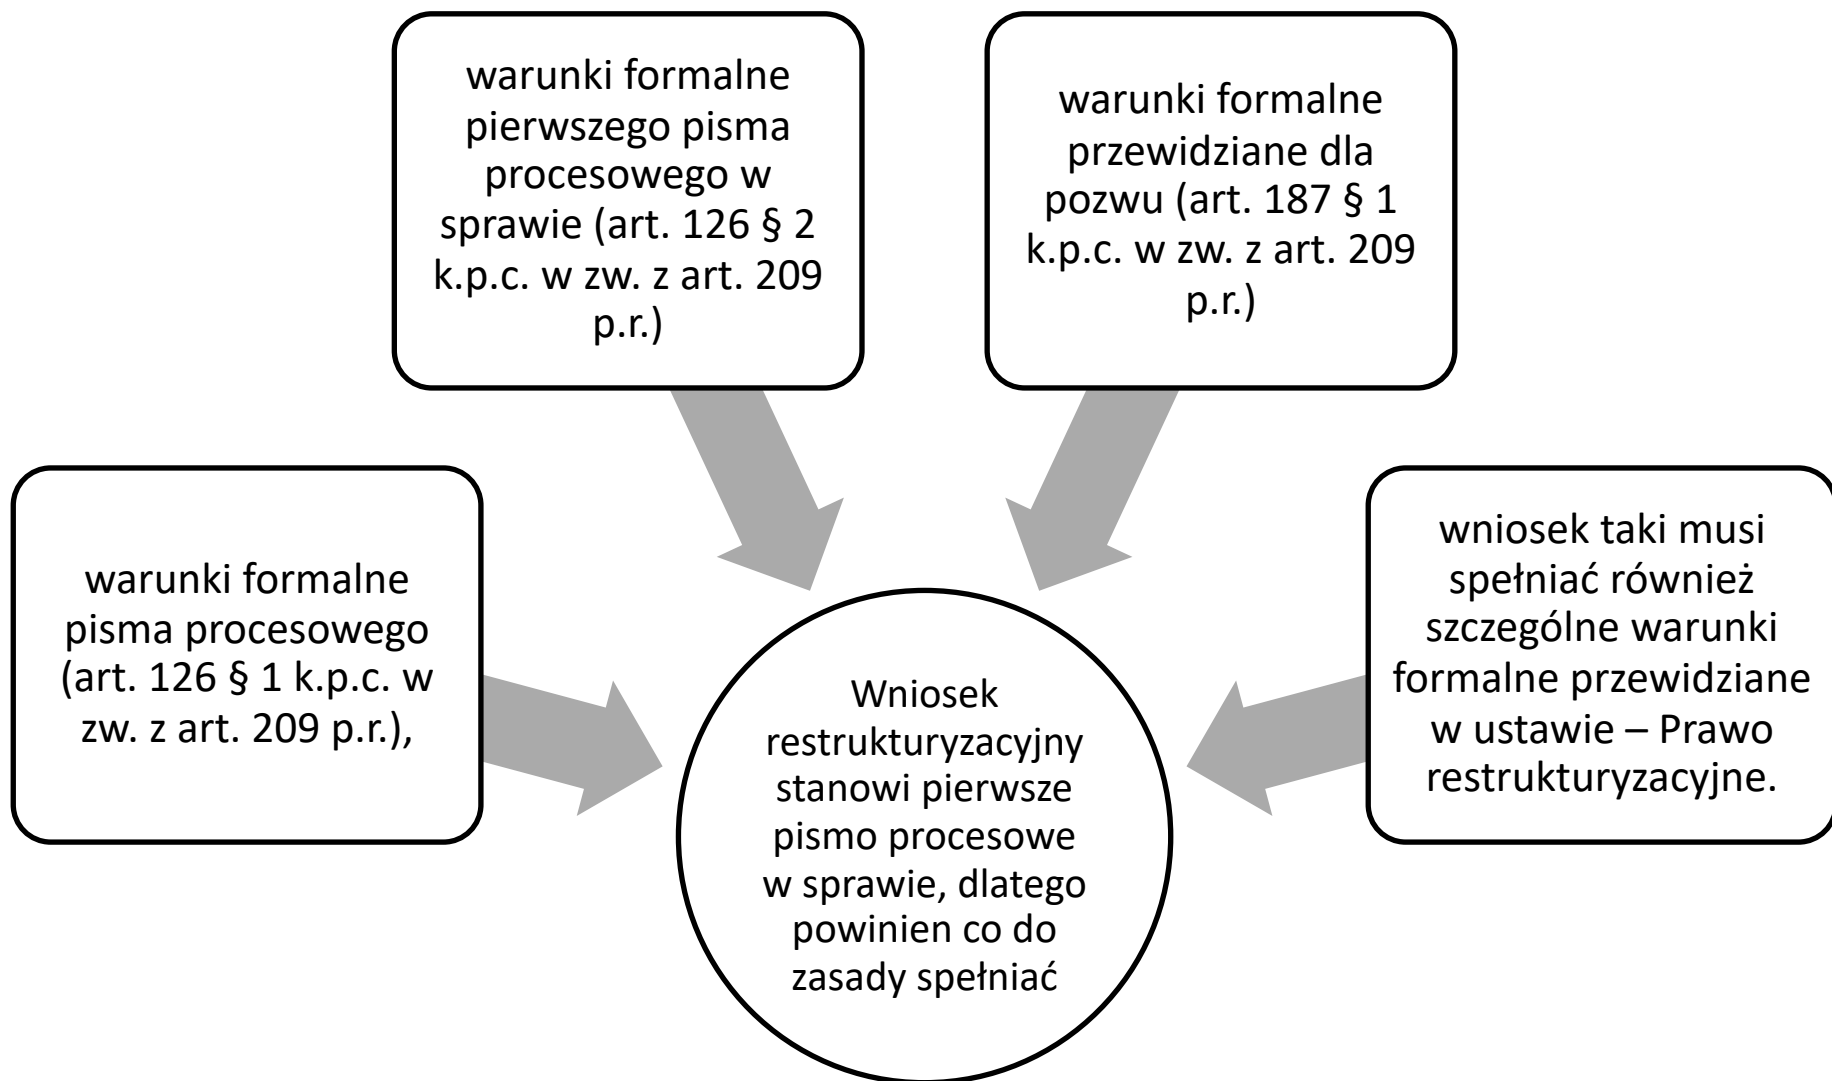 warunki formalne
pierwszego pisma
procesowego w
sprawie (art. 126 § 2
k.p.c. w zw. z art. 209
p.r.)
warunki formalne
przewidziane dla
pozwu (art. 187 § 1
k.p.c. w zw. z art. 209
p.r.)
warunki formalne
pisma procesowego
(art. 126 § 1 k.p.c. w
zw. z art. 209 p.r.),
wniosek taki musi
spełniać również
szczególne warunki
formalne przewidziane
w ustawie – Prawo
restrukturyzacyjne.
Wniosek
restrukturyzacyjny
stanowi pierwsze
pismo procesowe
w sprawie, dlatego
powinien co do
zasady spełniać